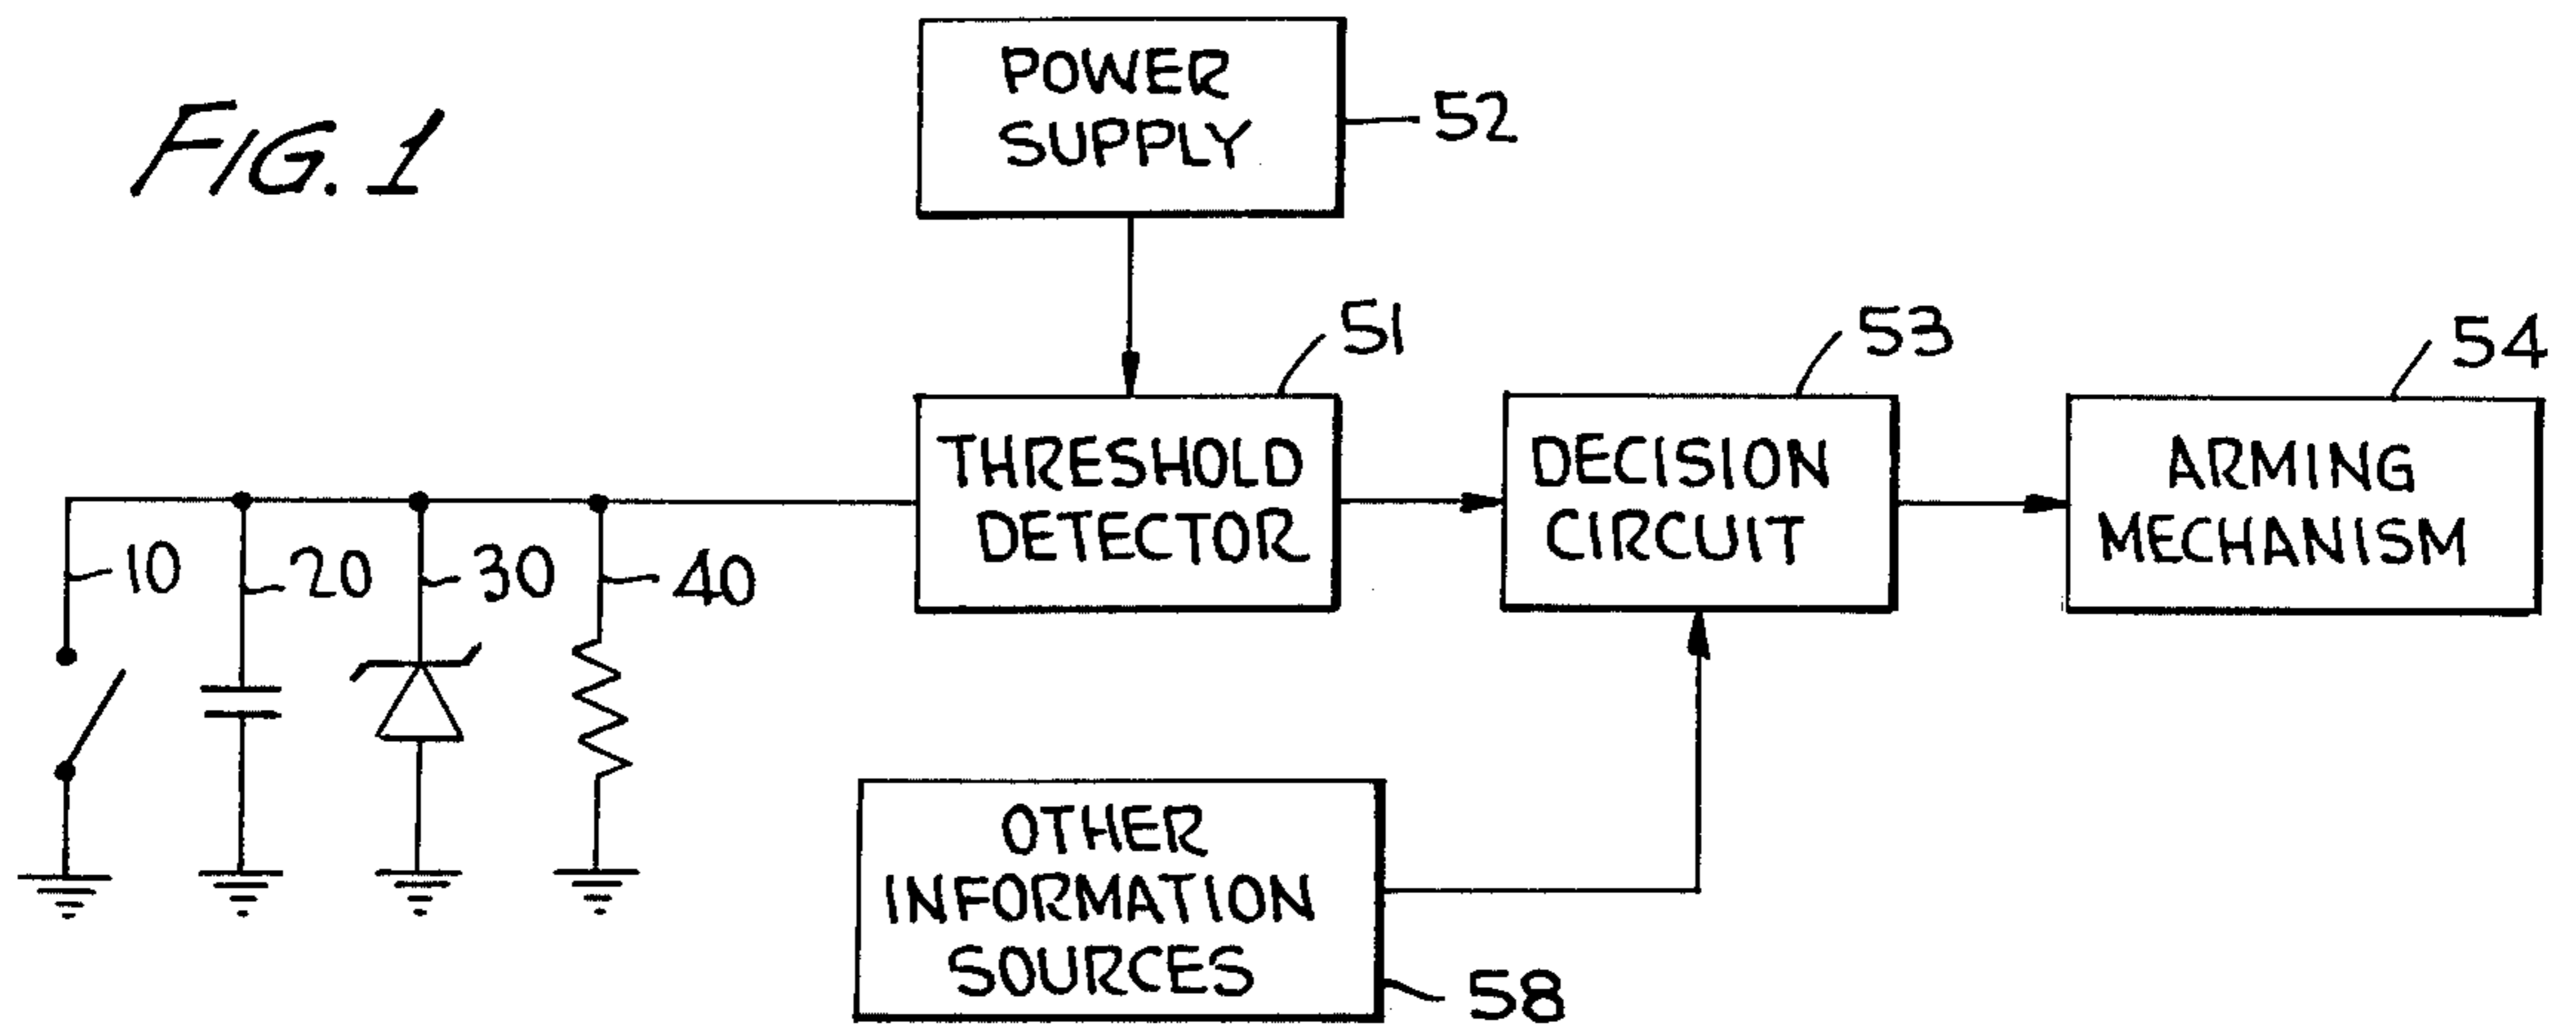 FIG. 1
POWER
SUPPLY
52
51
53
54
THRESHOLD
DETECTOR
DECISION
CIRCUIT
ARMING
MECHANISM
10
20
30
40
OTHER
INFORMATION
SOURCES
58